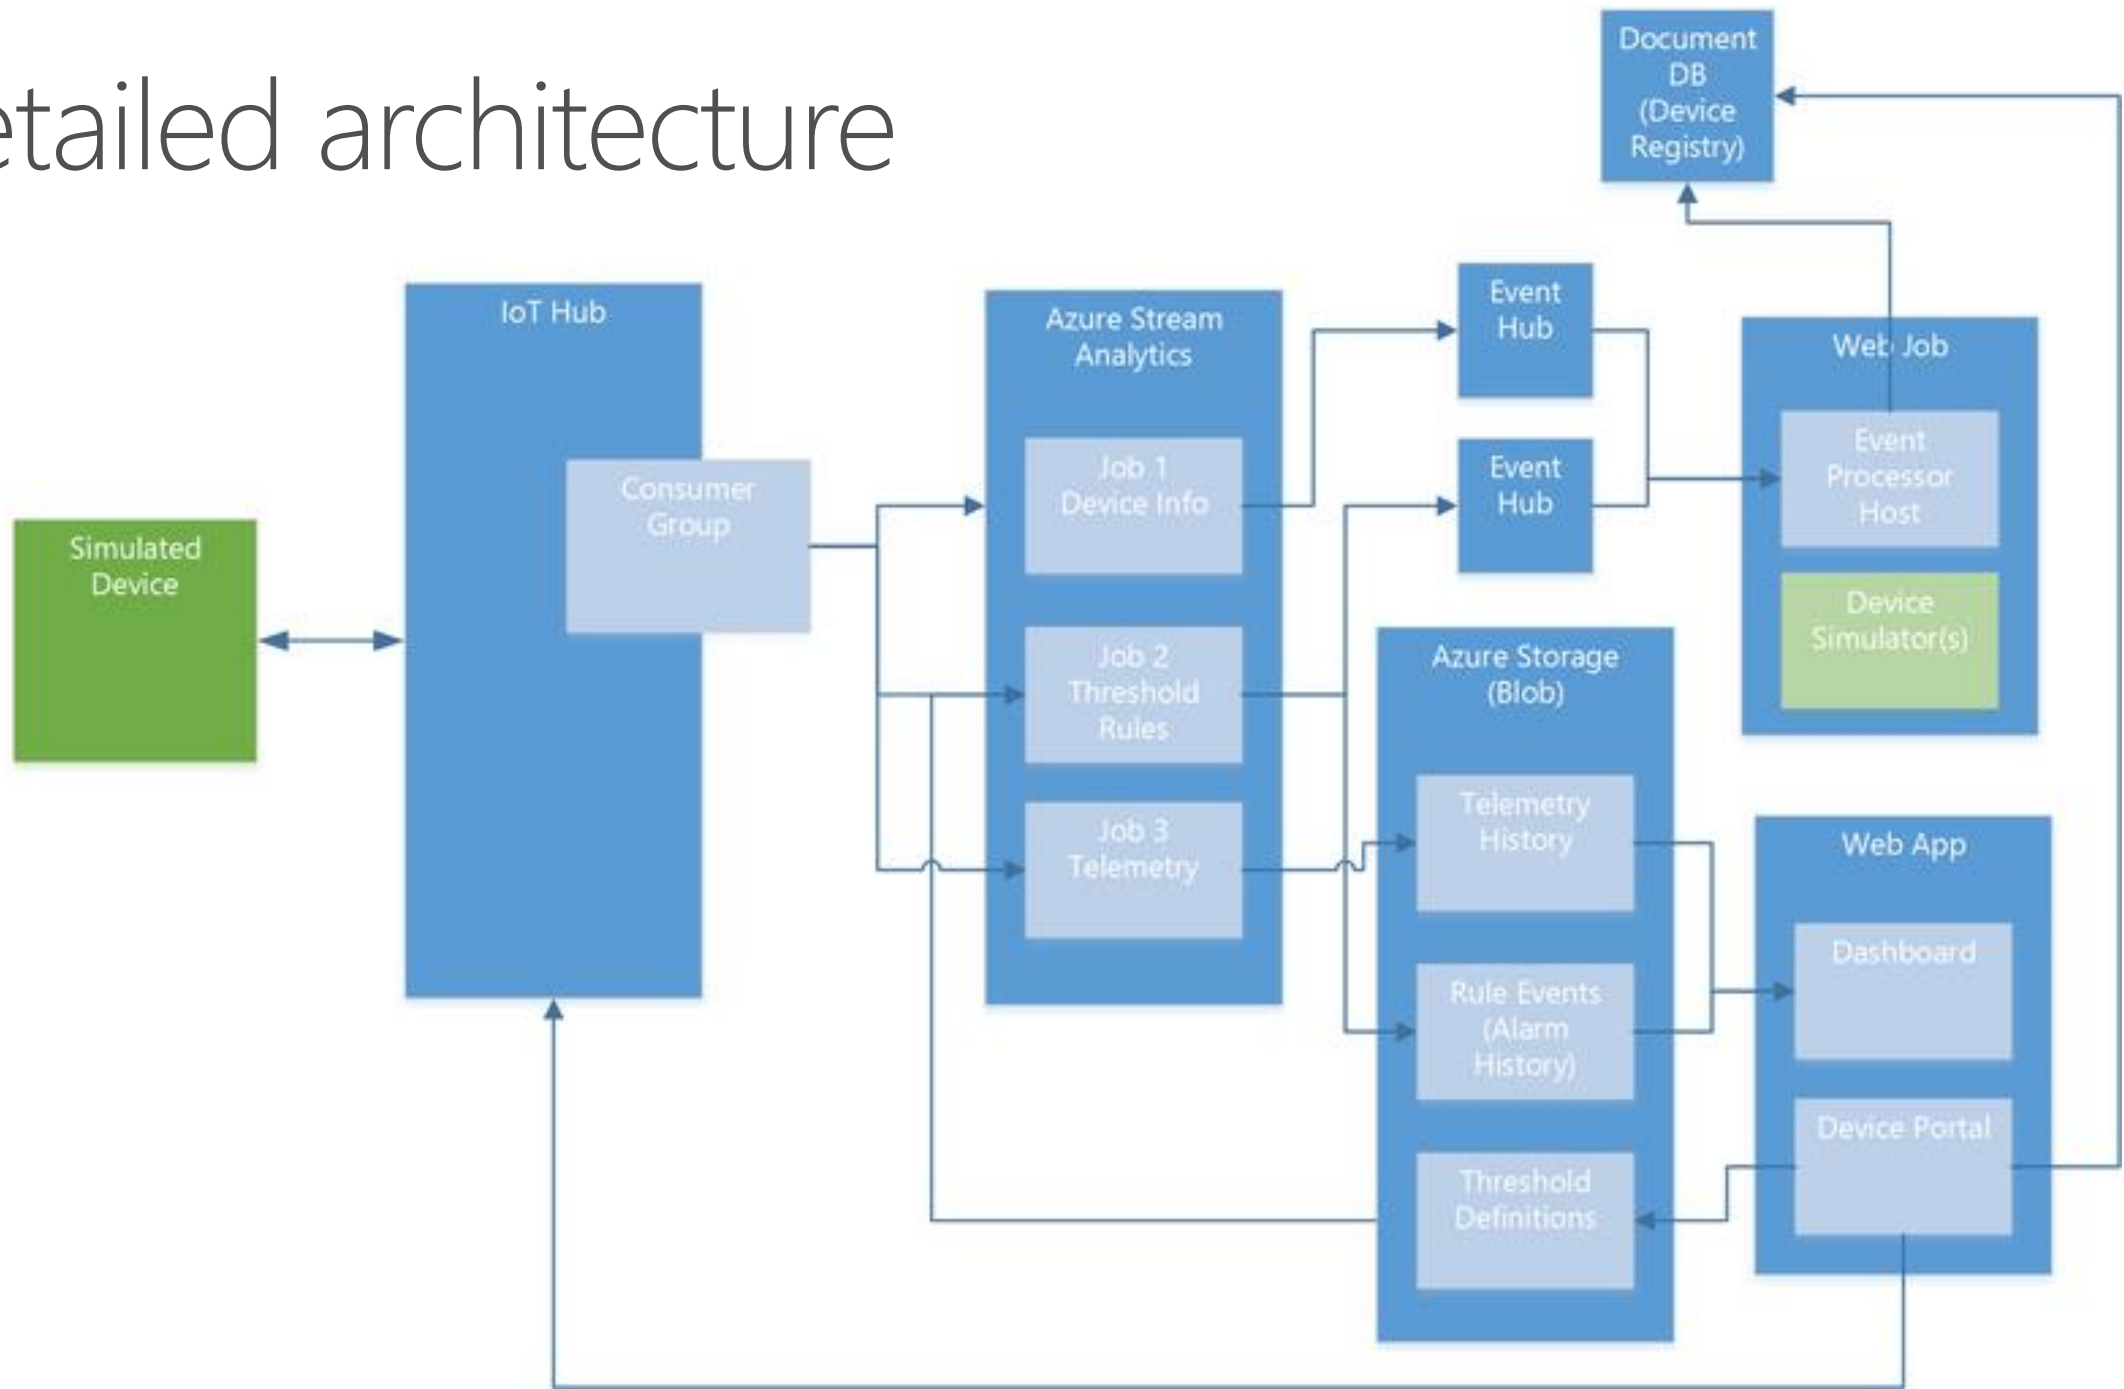 etailed architecture
Document
DB
(Device
Registry)
IoT Hub
Consumer
Group
Simulated
Device
Azure Stream
Analytics
Job 1
Device Info
Job 2
Threshold
Rules
Job 3
Telemetry
Event
Hub
Event
Hub
Web Job
Event
Processor
Host
Device
Simulator(s)
Azure Storage
(Blob)
Telemetry
History
Rule Events
(Alarm
History)
Threshold
Definitions
Web App
Dashboard
Device Portal